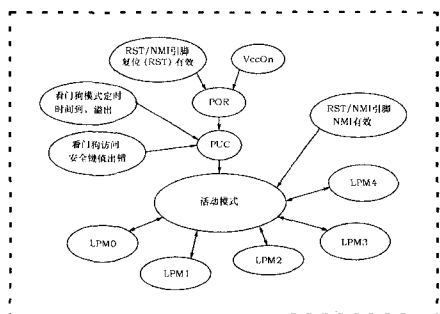 RST/NMI引脚
复位(RST)有效
VccOn
看门狗模式定时
时间到，溢出
POR
RST/NMI引脚
NMI有效
看门狗访问
安全键值出错
PUC
活动模式
LPM4
LPM0
LPM3
LPM1
LPM2